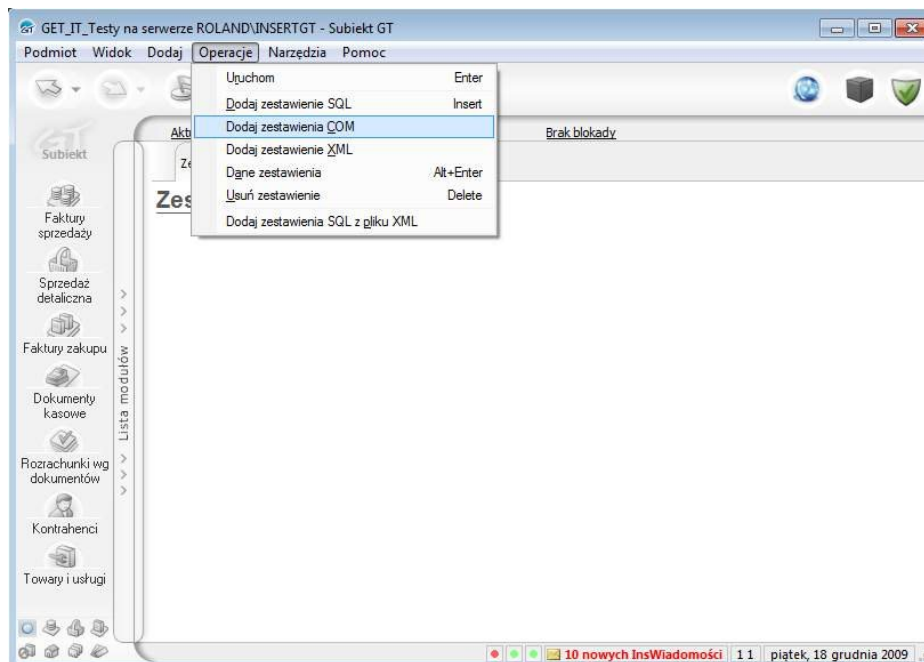 GET_IT_Testy na serwerze ROLAND\INSERTGT - Subiekt GT
Podmiot Widok Dodaj Operacje Narzędzia Pomoc
Uruchom Enter
Dodaj zestawienie SQL Insert
Dodaj zestawienia COM
Dodaj zestawienie XML
Dane zestawienia Alt+Enter
Usuń zestawienie Delete
Dodaj zestawienia SQL z pliku XML
Brak blokady
GT
Subiekt
Faktury
sprzedaży
Sprzedaż
detaliczna
Faktury zakupu
Dokumenty
kasowe
Rozrachunki wg
dokumentów
Kontrahenci
Towary i usługi
Lista modułów
10 nowych InsWiadomości 1 1 piątek, 18 grudnia 2009